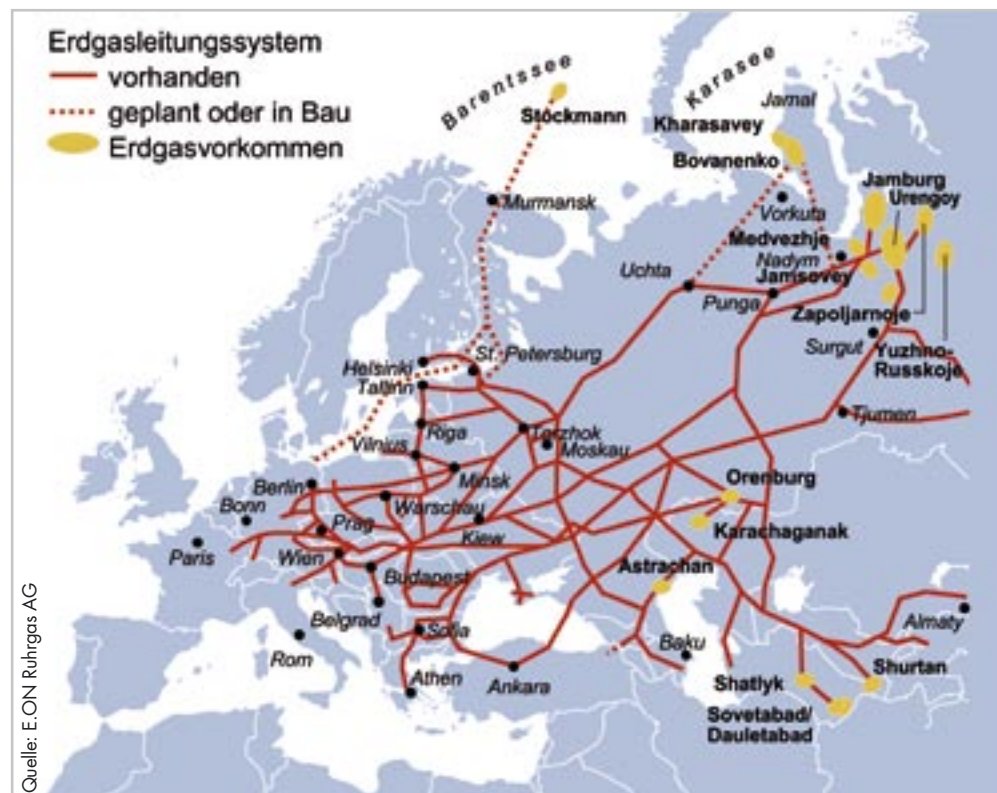 Erdgasleitungssystem
vorhanden
geplant oder in Bau
Erdgasvorkommen
Barentssee
Karasee
Jamal
Stockmann
Kharasavey
Bovanenko
Murmansk
Vorkuta
Jamburg
Urengoy
Medvezhje
Nadym
Jamsovey
Uchta
Punga
Zapoljarnoje
Surgut
Yuzhno-
Russkoje
Helsinki
St. Petersburg
Tallinn
Tjumen
Riga
Torzhok
Moskau
Vilnius
Minsk
Berlin
Orenburg
Bonn
Warschau
Prag
Kiew
Karachaganak
Paris
Wien
Astrachan
Budapest
Belgrad
Sofia
Baku
Almaty
Rom
Athen
Ankara
Shatlyk
Shurtan
Sovetabad/
Dauletabad
Quelle: E.ON Ruhrgas AG